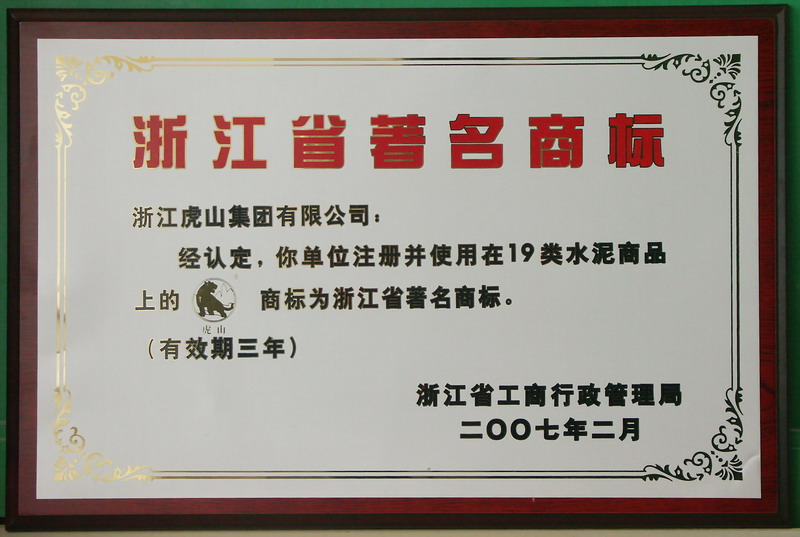 浙江省著名商标
浙江虎山集团有限公司：
经认定，你单位注册并使用在19类水泥商品
上的 商标为浙江省著名商标。
虎山
（有效期三年）
浙江省工商行政管理局
二〇〇七年二月